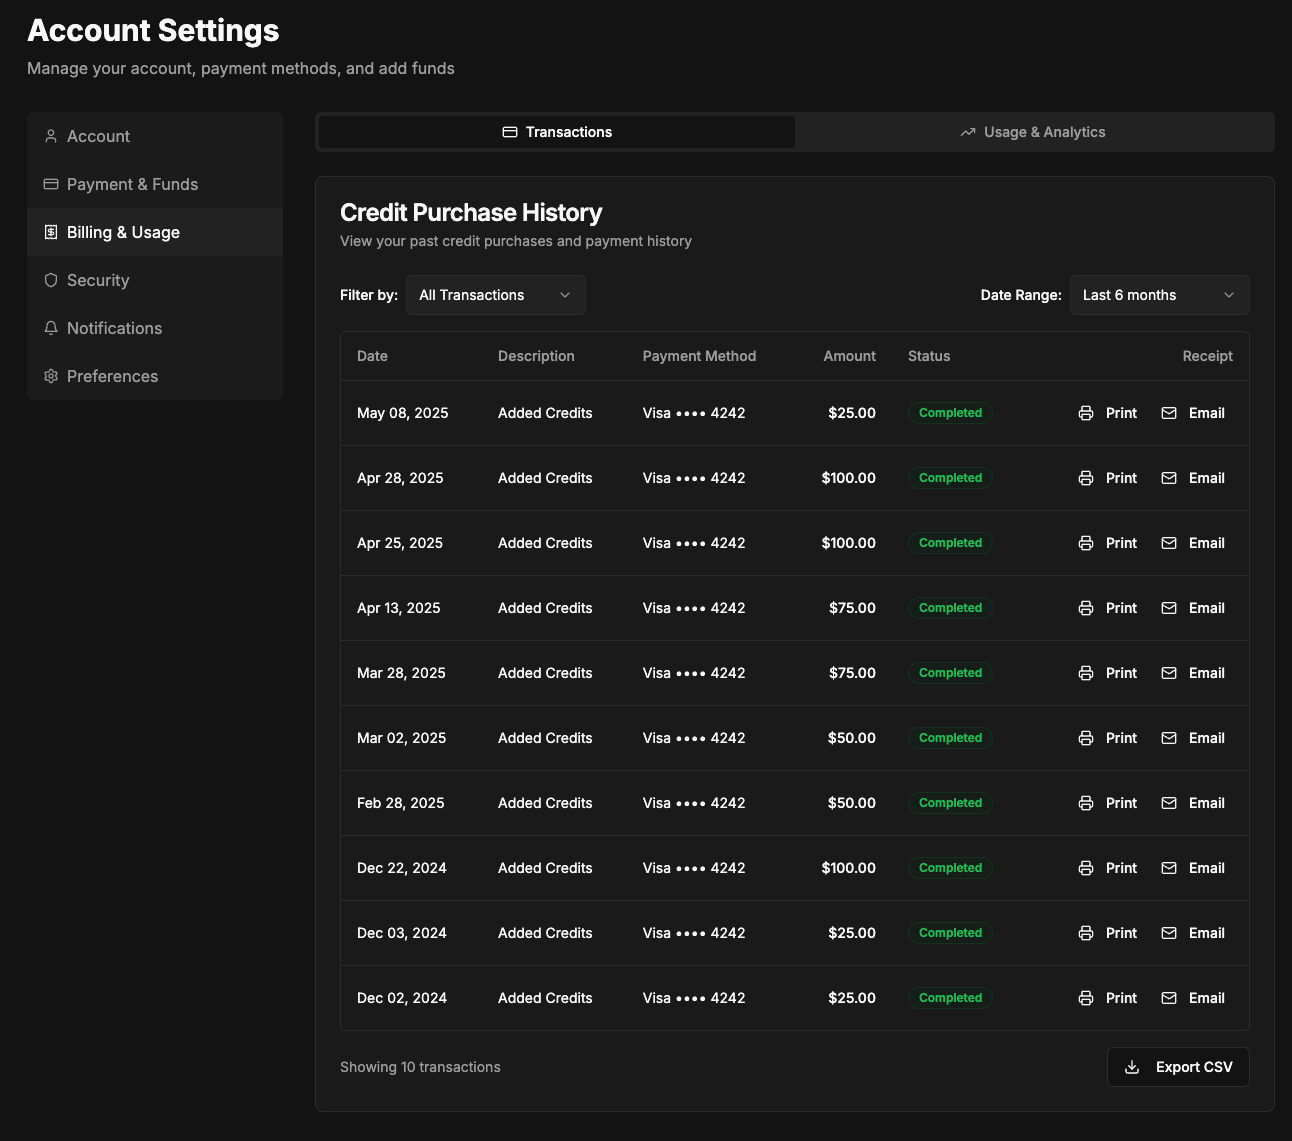 Account Settings
Manage your account, payment methods, and add funds
Account
Payment & Funds
Billing & Usage
Security
Notifications
Preferences
Transactions
Usage & Analytics
Credit Purchase History
View your past credit purchases and payment history
Filter by: All Transactions
Date Range: Last 6 months
Date Description Payment Method Amount Status Receipt
May 08, 2025 Added Credits Visa •••• 4242 $25.00 Completed Print Email
Apr 28, 2025 Added Credits Visa •••• 4242 $100.00 Completed Print Email
Apr 25, 2025 Added Credits Visa •••• 4242 $100.00 Completed Print Email
Apr 13, 2025 Added Credits Visa •••• 4242 $75.00 Completed Print Email
Mar 28, 2025 Added Credits Visa •••• 4242 $75.00 Completed Print Email
Mar 02, 2025 Added Credits Visa •••• 4242 $50.00 Completed Print Email
Feb 28, 2025 Added Credits Visa •••• 4242 $50.00 Completed Print Email
Dec 22, 2024 Added Credits Visa •••• 4242 $100.00 Completed Print Email
Dec 03, 2024 Added Credits Visa •••• 4242 $25.00 Completed Print Email
Dec 02, 2024 Added Credits Visa •••• 4242 $25.00 Completed Print Email
Showing 10 transactions
Export CSV